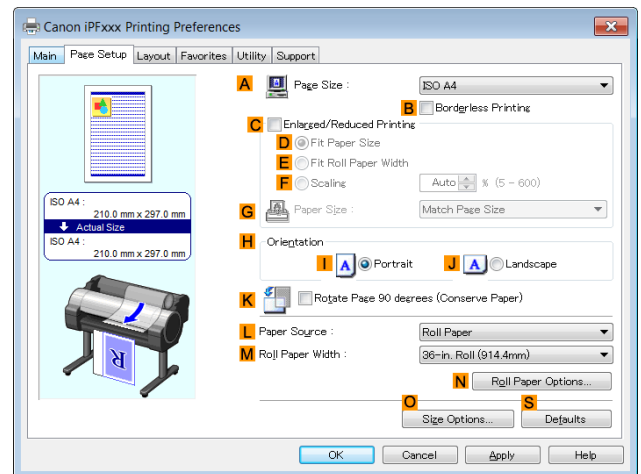 Canon iPFxxx Printing Preferences
Main Page Setup Layout Favorites Utility Support
A Page Size : ISO A4
B Borderless Printing
C Enlarged/Reduced Printing
D Fit Paper Size
E Fit Roll Paper Width
F Scaling Auto % (5 - 600)
G Paper Size : Match Page Size
ISO A4 :
210.0 mm x 297.0 mm
Actual Size
ISO A4 :
210.0 mm x 297.0 mm
H Orientation
I A Portrait J A Landscape
K Rotate Page 90 degrees (Conserve Paper)
L Paper Source : Roll Paper
M Roll Paper Width : 36-in. Roll (914.4mm)
N Roll Paper Options...
O S
Size Options... Defaults
R
OK Cancel Apply Help